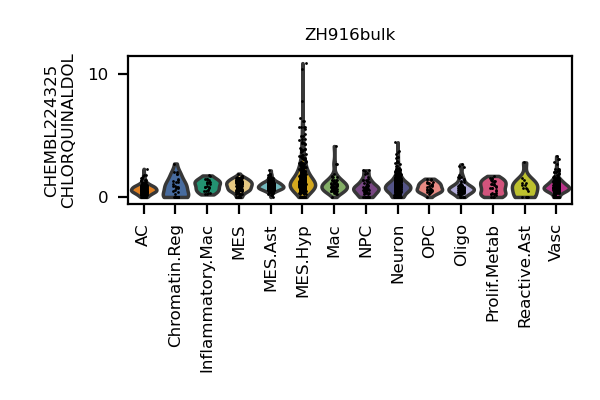 ZH916bulk
CHEMBL224325
CHLORQUINALDOL
10
0
AC
Chromatin.Reg
Inflammatory.Mac
MES
MES.Ast
MES.Hyp
Mac
NPC
Neuron
OPC
Oligo
Prolif.Metab
Reactive.Ast
Vasc